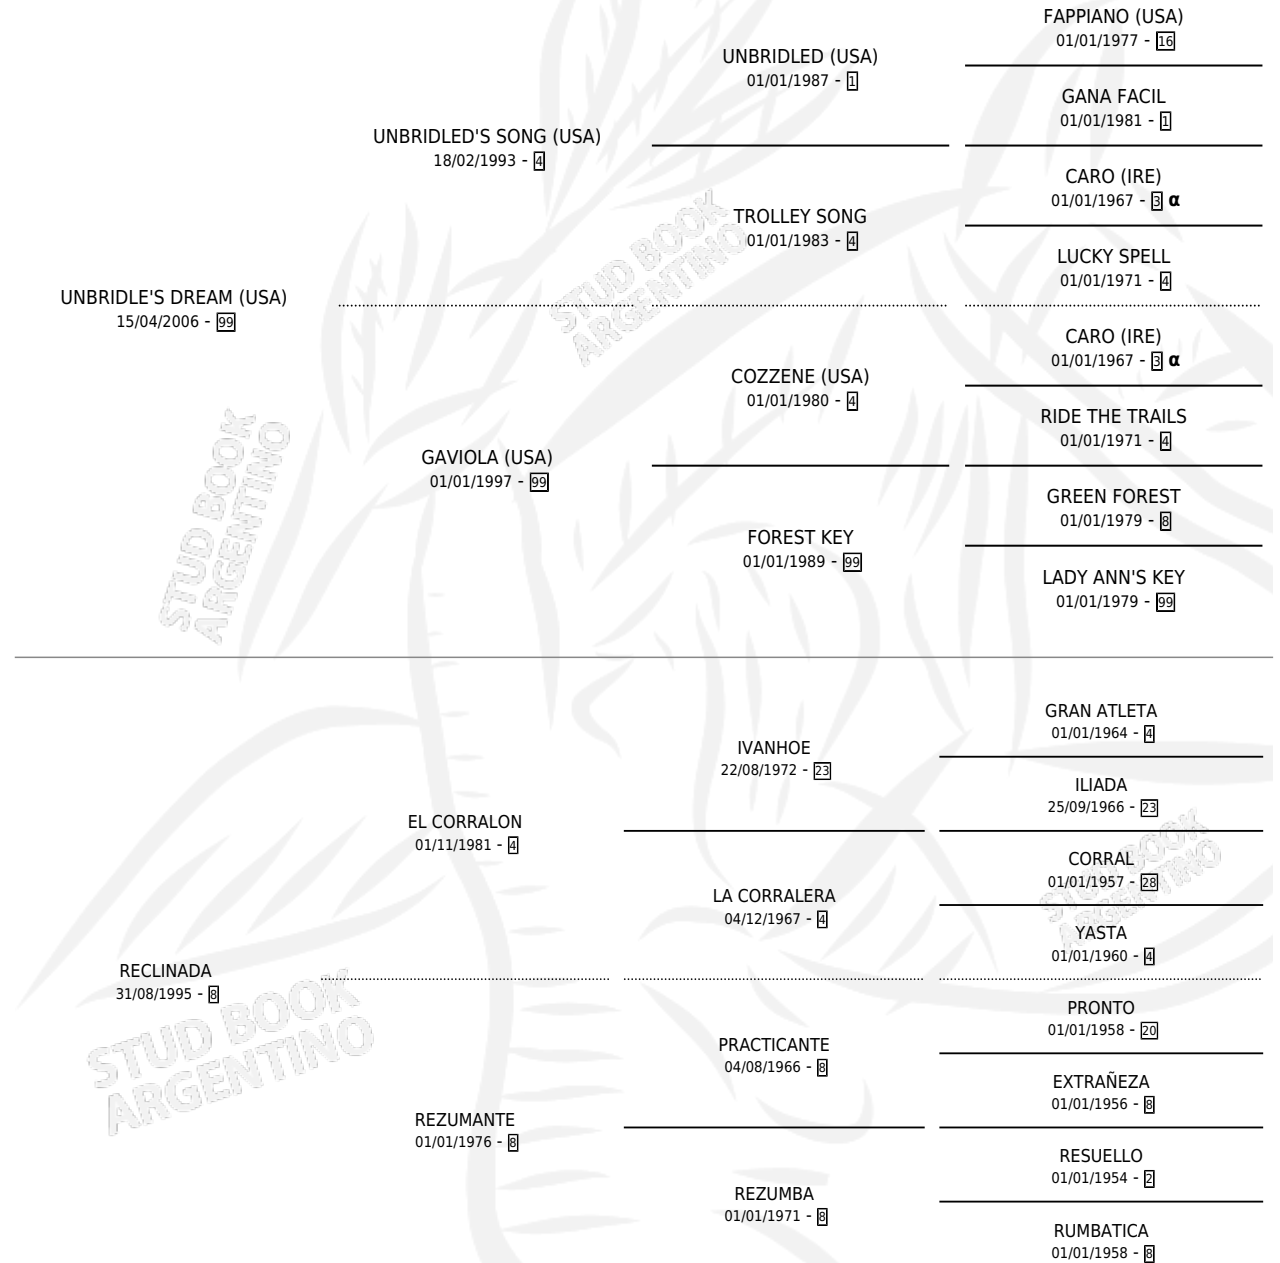 FAPPIANO (USA)
01/01/1977 - 16
UNBRIDLED (USA)
01/01/1987 - 1
GANA FACIL
01/01/1981 - 1
UNBRIDLED'S SONG (USA)
18/02/1993 - 4
CARO (IRE)
01/01/1967 - 3 α
TROLLEY SONG
01/01/1983 - 4
LUCKY SPELL
01/01/1971 - 4
UNBRIDLE'S DREAM (USA)
15/04/2006 - 99
CARO (IRE)
01/01/1967 - 3 α
COZZENE (USA)
01/01/1980 - 4
RIDE THE TRAILS
01/01/1971 - 4
GAVIOLA (USA)
01/01/1997 - 99
GREEN FOREST
01/01/1979 - 8
FOREST KEY
01/01/1989 - 99
LADY ANN'S KEY
01/01/1979 - 99
STUD BOOK
ARGENTINO
STUD BOOK
ARGENTINO
GRAN ATLETA
01/01/1964 - 4
IVANHOE
22/08/1972 - 23
ILIADA
25/09/1966 - 23
EL CORRALON
01/11/1981 - 4
CORRAL
01/01/1957 - 28
LA CORRALERA
04/12/1967 - 4
YASTA
01/01/1960 - 4
RECLINADA
31/08/1995 - 8
PRONTO
01/01/1958 - 20
PRACTICANTE
04/08/1966 - 8
EXTRAÑEZA
01/01/1956 - 8
REZUMANTE
01/01/1976 - 8
RESUELLO
01/01/1954 - 2
REZUMBA
01/01/1971 - 8
RUMBATICA
01/01/1958 - 8
STUD BOOK
ARGENTINO
STUD BOOK
ARGENTINO